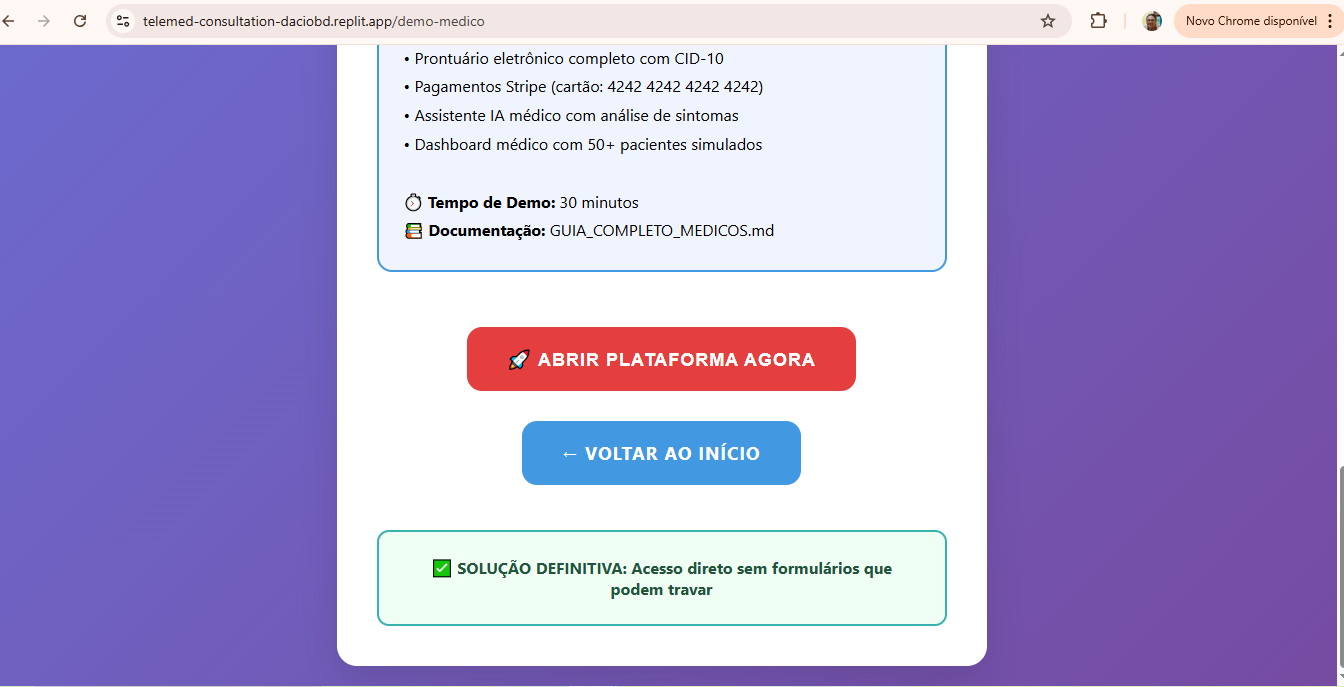 telemed-consultation-daciobd.replit.app/demo-medico
Novo Chrome disponível
• Prontuário eletrônico completo com CID-10
• Pagamentos Stripe (cartão: 4242 4242 4242 4242)
• Assistente IA médico com análise de sintomas
• Dashboard médico com 50+ pacientes simulados
⏱️ Tempo de Demo: 30 minutos
📚 Documentação: GUIA_COMPLETO_MEDICOS.md
🚀 ABRIR PLATAFORMA AGORA
← VOLTAR AO INÍCIO
✅ SOLUÇÃO DEFINITIVA: Acesso direto sem formulários que
podem travar